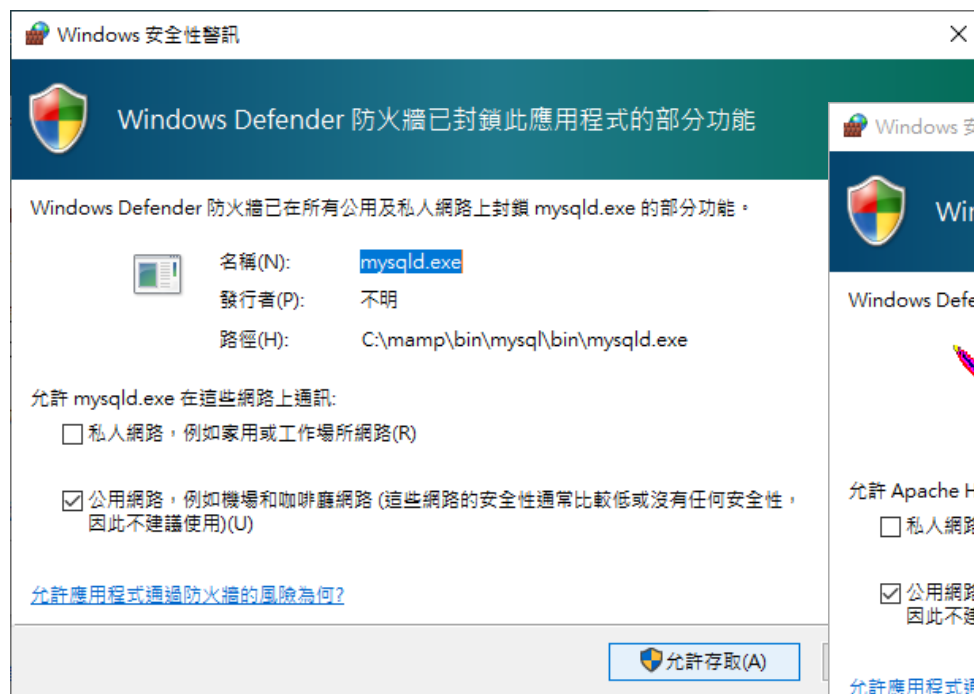 Windows 安全性警訊
Windows Defender 防火牆已封鎖此應用程式的部分功能
Windows Defender 防火牆已在所有公用及私人網路上封鎖 mysqld.exe 的部分功能。
名稱(N): mysqld.exe
發行者(P): 不明
路徑(H): C:\mamp\bin\mysql\bin\mysqld.exe
允許 mysqld.exe 在這些網路上通訊:
私人網路，例如家用或工作場所網路(R)
公用網路，例如機場和咖啡廳網路 (這些網路的安全性通常比較低或沒有任何安全性，
因此不建議使用)(U)
允許應用程式通過防火牆的風險為何?
允許存取(A)
Windows
Windows
允許 Apache
私人網路
公用網路
因此不
允許應用程式